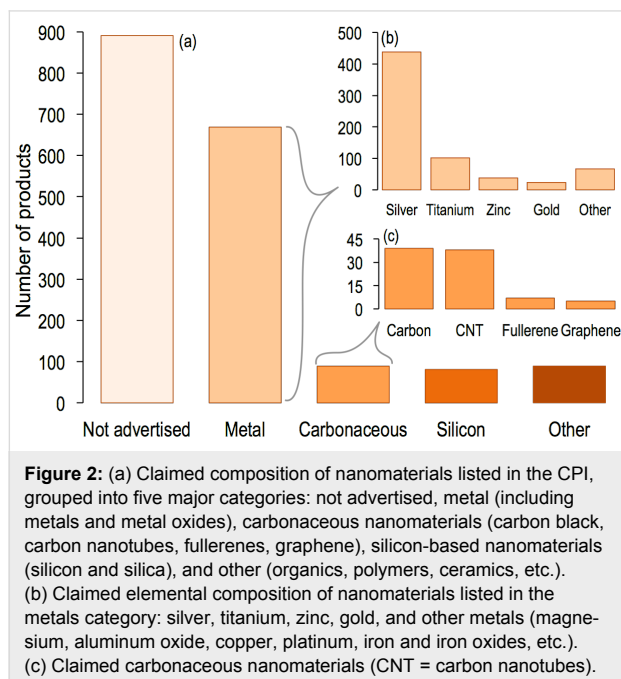 900
800
700
600
500
400
300
200
100
0
Number of products
(a)
Not advertised Metal Carbonaceous Silicon Other
(b)
500
400
300
200
100
0
Silver Titanium Zinc Gold Other
(c)
45
30
15
0
Carbon CNT Fullerene Graphene
Figure 2: (a) Claimed composition of nanomaterials listed in the CPI,
grouped into five major categories: not advertised, metal (including
metals and metal oxides), carbonaceous nanomaterials (carbon black,
carbon nanotubes, fullerenes, graphene), silicon-based nanomaterials
(silicon and silica), and other (organics, polymers, ceramics, etc.).
(b) Claimed elemental composition of nanomaterials listed in the
metals category: silver, titanium, zinc, gold, and other metals (magne-
sium, aluminum oxide, copper, platinum, iron and iron oxides, etc.).
(c) Claimed carbonaceous nanomaterials (CNT = carbon nanotubes).